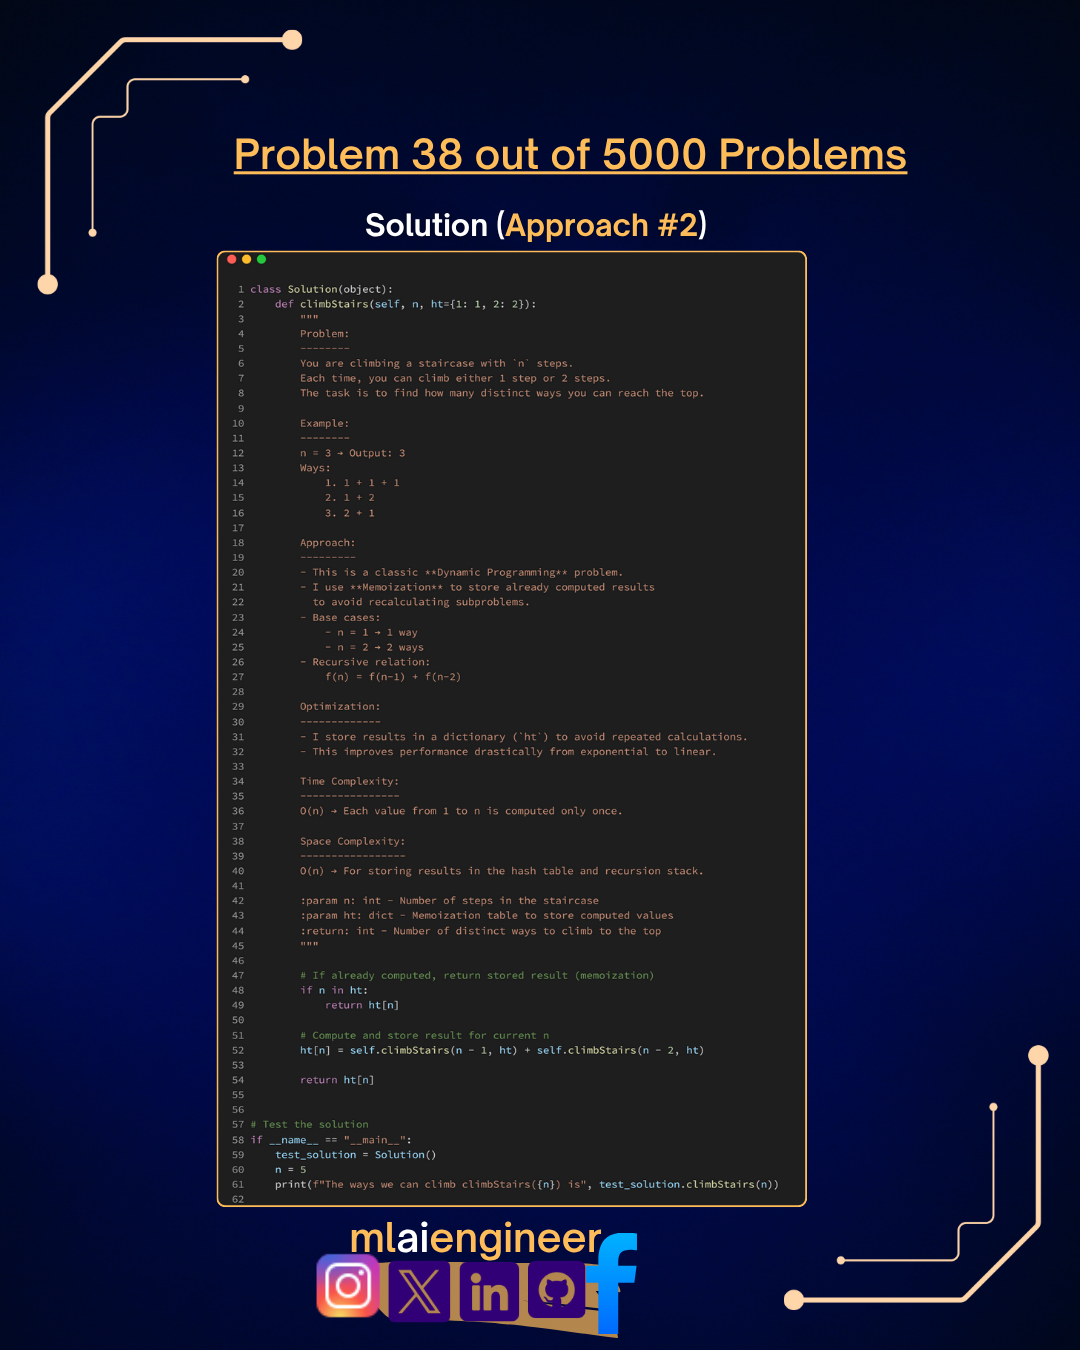 Problem 38 out of 5000 Problems
Solution (Approach #2)
1 class Solution(object):
2     def climbStairs(self, n, ht={1: 1, 2: 2}):
3         """
4         Problem:
5         --------
6         You are climbing a staircase with `n` steps.
7         Each time, you can climb either 1 step or 2 steps.
8         The task is to find how many distinct ways you can reach the top.
9
10         Example:
11         --------
12         n = 3 → Output: 3
13         Ways:
14             1. 1 + 1 + 1
15             2. 1 + 2
16             3. 2 + 1
17
18         Approach:
19         ---------
20         - This is a classic **Dynamic Programming** problem.
21         - I use **Memoization** to store already computed results
22           to avoid recalculating subproblems.
23         - Base cases:
24             - n = 1 → 1 way
25             - n = 2 → 2 ways
26         - Recursive relation:
27             f(n) = f(n-1) + f(n-2)
28
29         Optimization:
30         -------------
31         - I store results in a dictionary (`ht`) to avoid repeated calculations.
32         - This improves performance drastically from exponential to linear.
33
34         Time Complexity:
35         ----------------
36         O(n) → Each value from 1 to n is computed only once.
37
38         Space Complexity:
39         -----------------
40         O(n) → For storing results in the hash table and recursion stack.
41
42         :param n: int - Number of steps in the staircase
43         :param ht: dict - Memoization table to store computed values
44         :return: int - Number of distinct ways to climb to the top
45         """
46
47         # If already computed, return stored result (memoization)
48         if n in ht:
49             return ht[n]
50
51         # Compute and store result for current n
52         ht[n] = self.climbStairs(n - 1, ht) + self.climbStairs(n - 2, ht)
53
54         return ht[n]
55
56
57 # Test the solution
58 if __name__ == "__main__":
59     test_solution = Solution()
60     n = 5
61     print(f"The ways we can climb climbStairs({n}) is", test_solution.climbStairs(n))
62
mlaiengineer